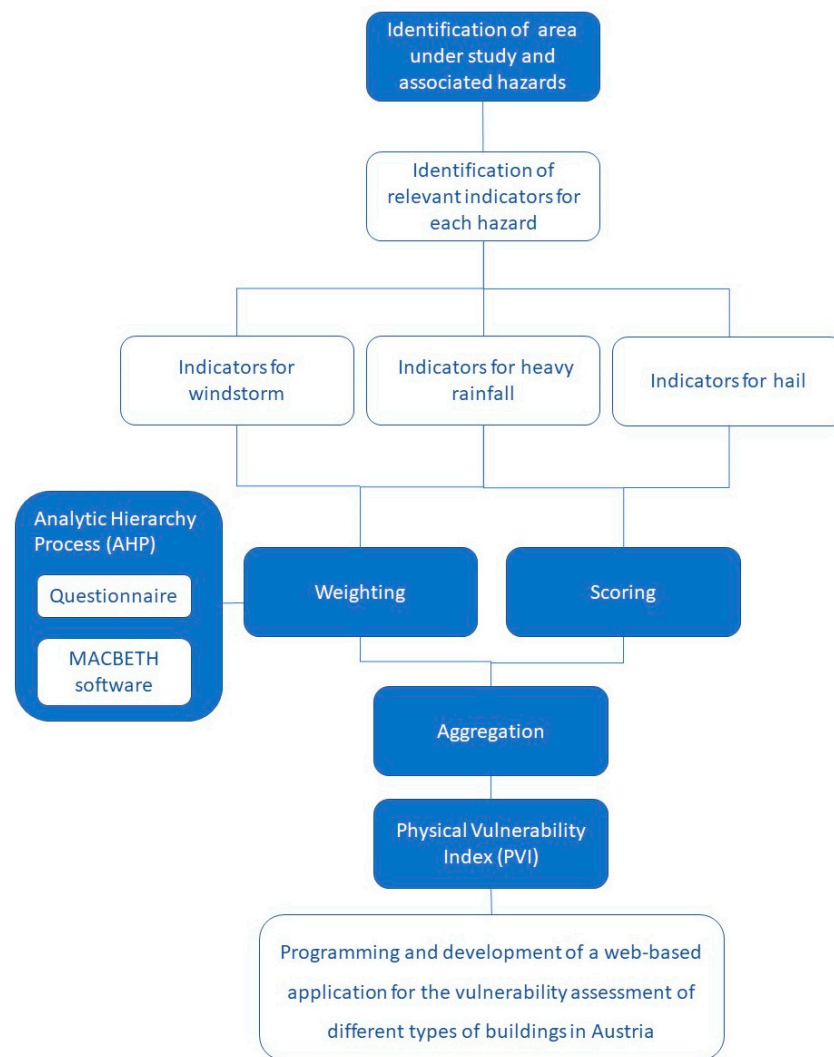 Identification of area
under study and
associated hazards
Identification of
relevant indicators for
each hazard
Indicators for
windstorm
Indicators for heavy
rainfall
Indicators for hail
Analytic Hierarchy
Process (AHP)
Questionnaire
MACBETH
software
Weighting
Scoring
Aggregation
Physical Vulnerability
Index (PVI)
Programming and development of a web-based
application for the vulnerability assessment of
different types of buildings in Austria